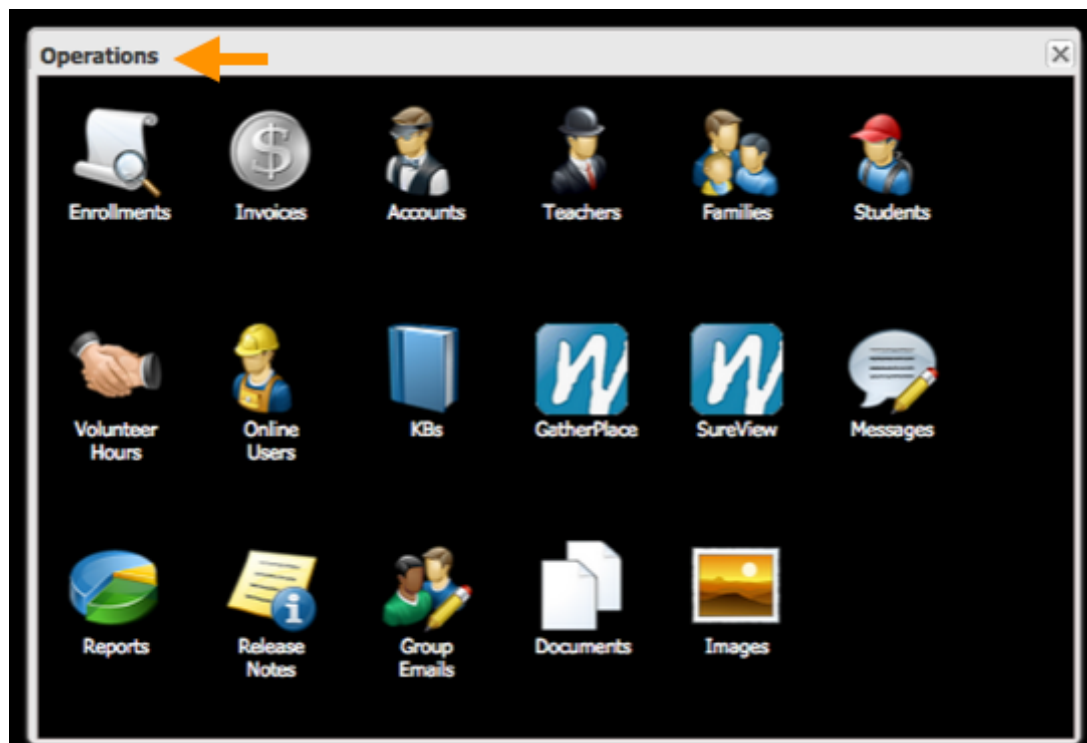 Operations
Enrollments
Invoices
Accounts
Teachers
Families
Students
Volunteer
Hours
Online
Users
KBs
GatherPlace
SureView
Messages
Reports
Release
Notes
Group
Emails
Documents
Images